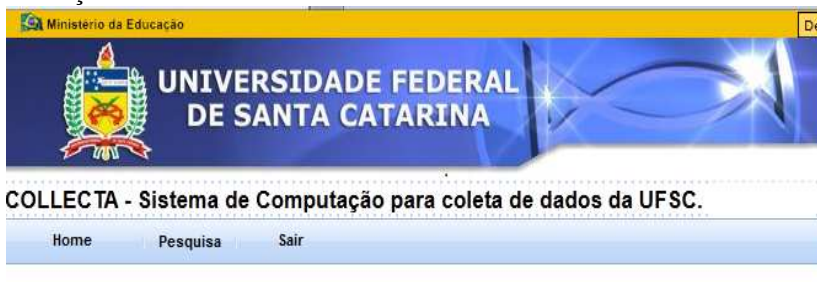 Ministério da Educação
UNIVERSIDADE FEDERAL
DE SANTA CATARINA
COLLECTA - Sistema de Computação para coleta de dados da UFSC.
Home Pesquisa Sair